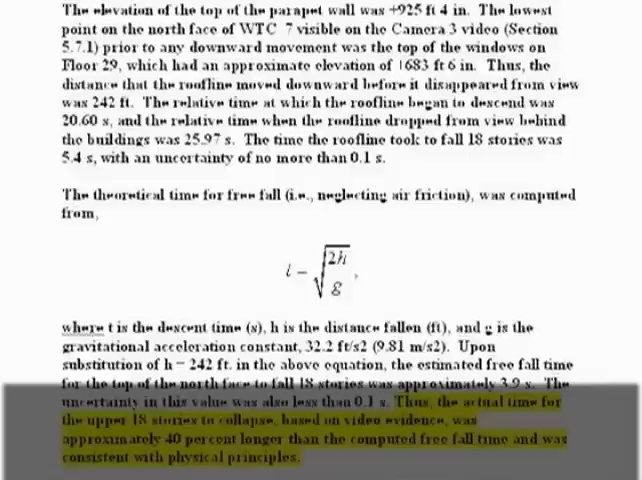 The elevation of the top of the parapet wall was +925 ft 4 in. The lowest
point on the north face of WTC 7 visible on the Camera 3 video (Section
5.7.1) prior to any downward movement was the top of the windows on
Floor 29, which had an approximate elevation of 683 ft 6 in. Thus, the
distance that the roofline moved downward before it disappeared from view
was 242 ft. The relative time at which the roofline began to descend was
20.60 s, and the relative time when the roofline dropped from view behind
the buildings was 25.97 s. The time the roofline took to fall 18 stories was
5.4 s, with an uncertainty of no more than 0.1 s.
The theoretical time for free fall (i.e., neglecting air friction), was computed
from,
t = √(2h/g),
where t is the descent time (s), h is the distance fallen (ft), and g is the
gravitational acceleration constant, 32.2 ft/s2 (9.81 m/s2). Upon
substitution of h = 242 ft. in the above equation, the estimated free fall time
for the top of the north face to fall 18 stories was approximately 3.9 s. The
uncertainty in this value was also less than 0.1 s. Thus, the actual time for
the upper 18 stories to collapse, based on video evidence, was
approximately 40 percent longer than the computed free fall time and was
consistent with physical principles.